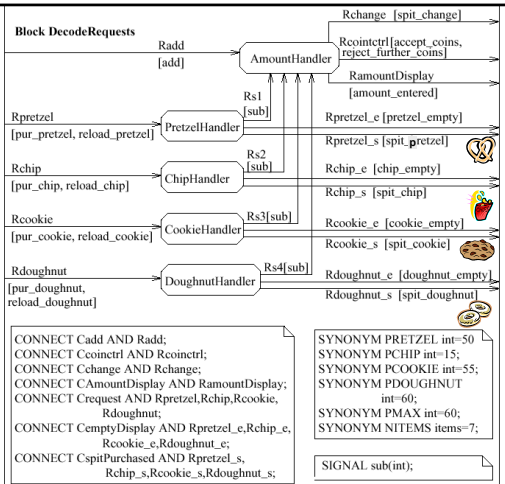 Block DecodeRequests
Rchange [spit_change]
Radd
[add]
AmountHandler
Rcointctrl[accept_coins,
reject_further_coins]
RamountDisplay
[amount_entered]
Rs1
[sub]
Rpretzel
[pur_pretzel, reload_pretzel]
PretzelHandler
Rpretzel_e [pretzel_empty]
Rpretzel_s [spit_pretzel]
Rs2
[sub]
Rchip
[pur_chip, reload_chip]
ChipHandler
Rchip_e [chip_empty]
Rchip_s [spit_chip]
Rcookie
[pur_cookie, reload_cookie]
CookieHandler
Rs3[sub]
Rcookie_e [cookie_empty]
Rcookie_s [spit_cookie]
Rdoughnut
[pur_doughnut,
reload_doughnut]
DoughnutHandler
Rs4[sub]
Rdoughnut_e [doughnut_empty]
Rdoughnut_s [spit_doughnut]
CONNECT Cadd AND Radd;
CONNECT Ccoinctrl AND Rcoinctrl;
CONNECT Cchange AND Rchange;
CONNECT CAmountDisplay AND RamountDisplay;
CONNECT Crequest AND Rpretzel,Rchip,Rcookie,
Rdoughnut;
CONNECT CemptyDisplay AND Rpretzel_e,Rchip_e,
Rcookie_e,Rdoughnut_e;
CONNECT CspitPurchased AND Rpretzel_s,
Rchip_s,Rcookie_s,Rdoughnut_s;
SYNONYM PRETZEL int=50
SYNONYM PCHIP int=15;
SYNONYM PCOOKIE int=55;
SYNONYM PDOUGHNUT
int=60;
SYNONYM PMAX int=60;
SYNONYM NITEMS items=7;
SIGNAL sub(int);